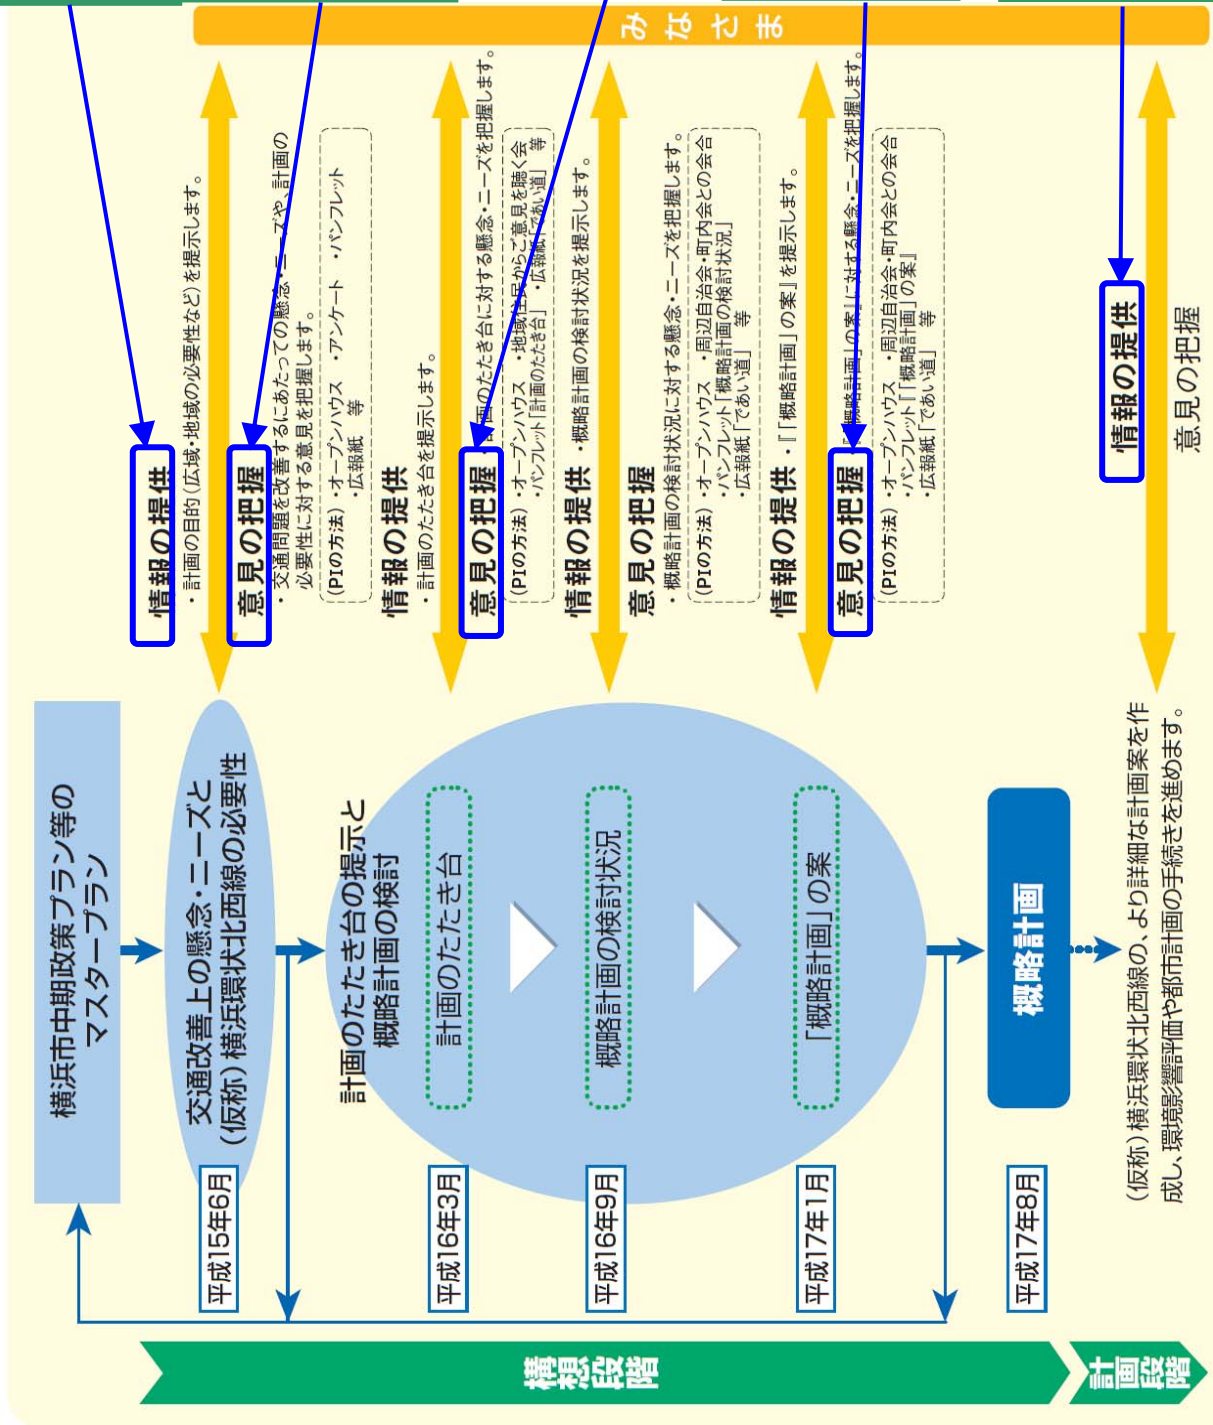 みなさま
横浜市中期政策プラン等の
マスタープラン
平成15年6月
交通改善上の懸念・ニーズと
(仮称)横浜環状北西線の必要性
情報の提供
・計画の目的(広域・地域の必要性など)を提示します。
意見の把握
・交通問題を改善するにあたっての懸念・ニーズや、計画の
必要性に対する意見を把握します。
(PIの方法)・オープンハウス ・アンケート ・パンフレット
・広報紙 等
計画のたたき台の提示と
概略計画の検討
平成16年3月
計画のたたき台
情報の提供
・計画のたたき台を提示します。
意見の把握
・計画のたたき台に対する懸念・ニーズを把握します。
(PIの方法)・オープンハウス ・地域住民からご意見を聴く会
・パンフレット「計画のたたき台」 ・広報紙「であい道」 等
平成16年9月
概略計画の検討状況
情報の提供 ・概略計画の検討状況を提示します。
意見の把握
・概略計画の検討状況に対する懸念・ニーズを把握します。
(PIの方法)・オープンハウス ・周辺自治会・町内会との会合
・パンフレット「概略計画の検討状況」
・広報紙「であい道」 等
平成17年1月
「概略計画」の案
情報の提供 ・『「概略計画」の案』を提示します。
意見の把握 ・『「概略計画」の案』に対する懸念・ニーズを把握します。
(PIの方法)・オープンハウス ・周辺自治会・町内会との会合
・パンフレット『「概略計画」の案』
・広報紙「であい道」 等
平成17年8月
概略計画
(仮称)横浜環状北西線の、より詳細な計画案を作
成し、環境影響評価や都市計画の手続きを進めます。
情報の提供
意見の把握
構想段階
計画段階